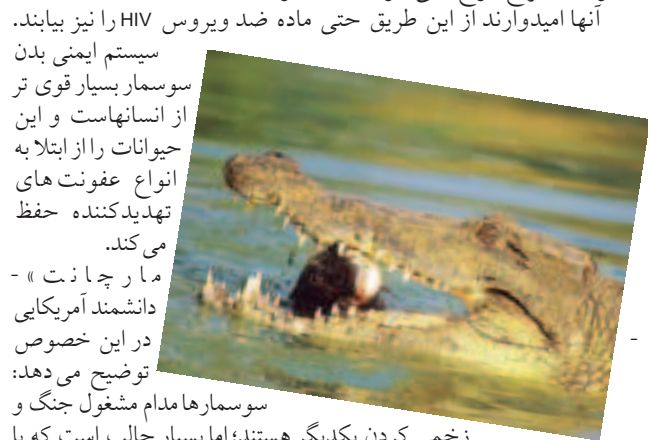 آنها امیدوارند از این طریق حتی ماده ضد ویروس HIV را نیز بیابند.
سیستم ایمنی بدن
سوسمار بسیار قوی تر
از انسانهاست و این
حیوانات را از ابتلا به
انواع عفونت های
تهدیدکننده حفظ
می کند.
مارچانت» -
دانشمند آمریکایی
- در این خصوص
توضیح می دهد:
سوسمارها مدام مشغول جنگ و
زخمی کردن یکدیگر هستند؛ اما بسیار جالب است که با